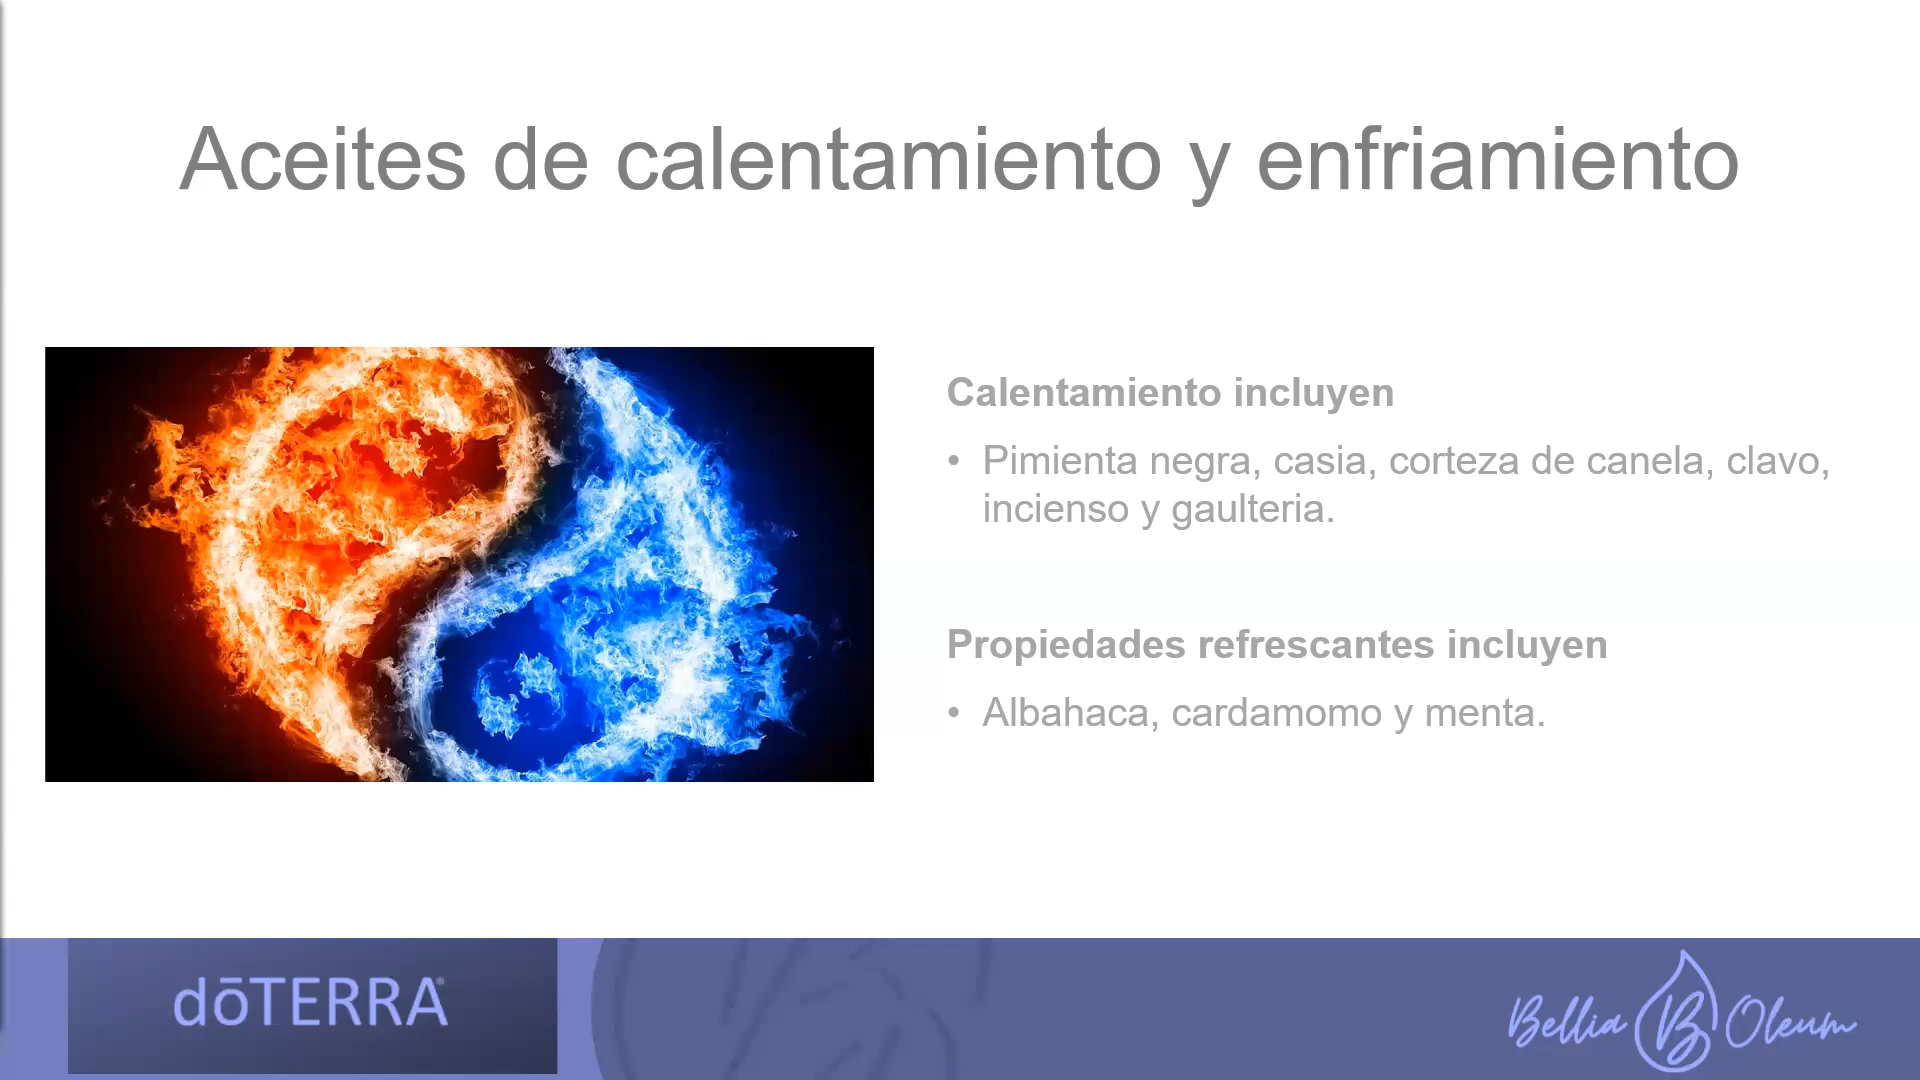 Aceites de calentamiento y enfriamiento
Calentamiento incluyen
• Pimienta negra, casia, corteza de canela, clavo,
incienso y gaulteria.
Propiedades refrescantes incluyen
• Albahaca, cardamomo y menta.
dōTERRA®
Bellia B Oleum